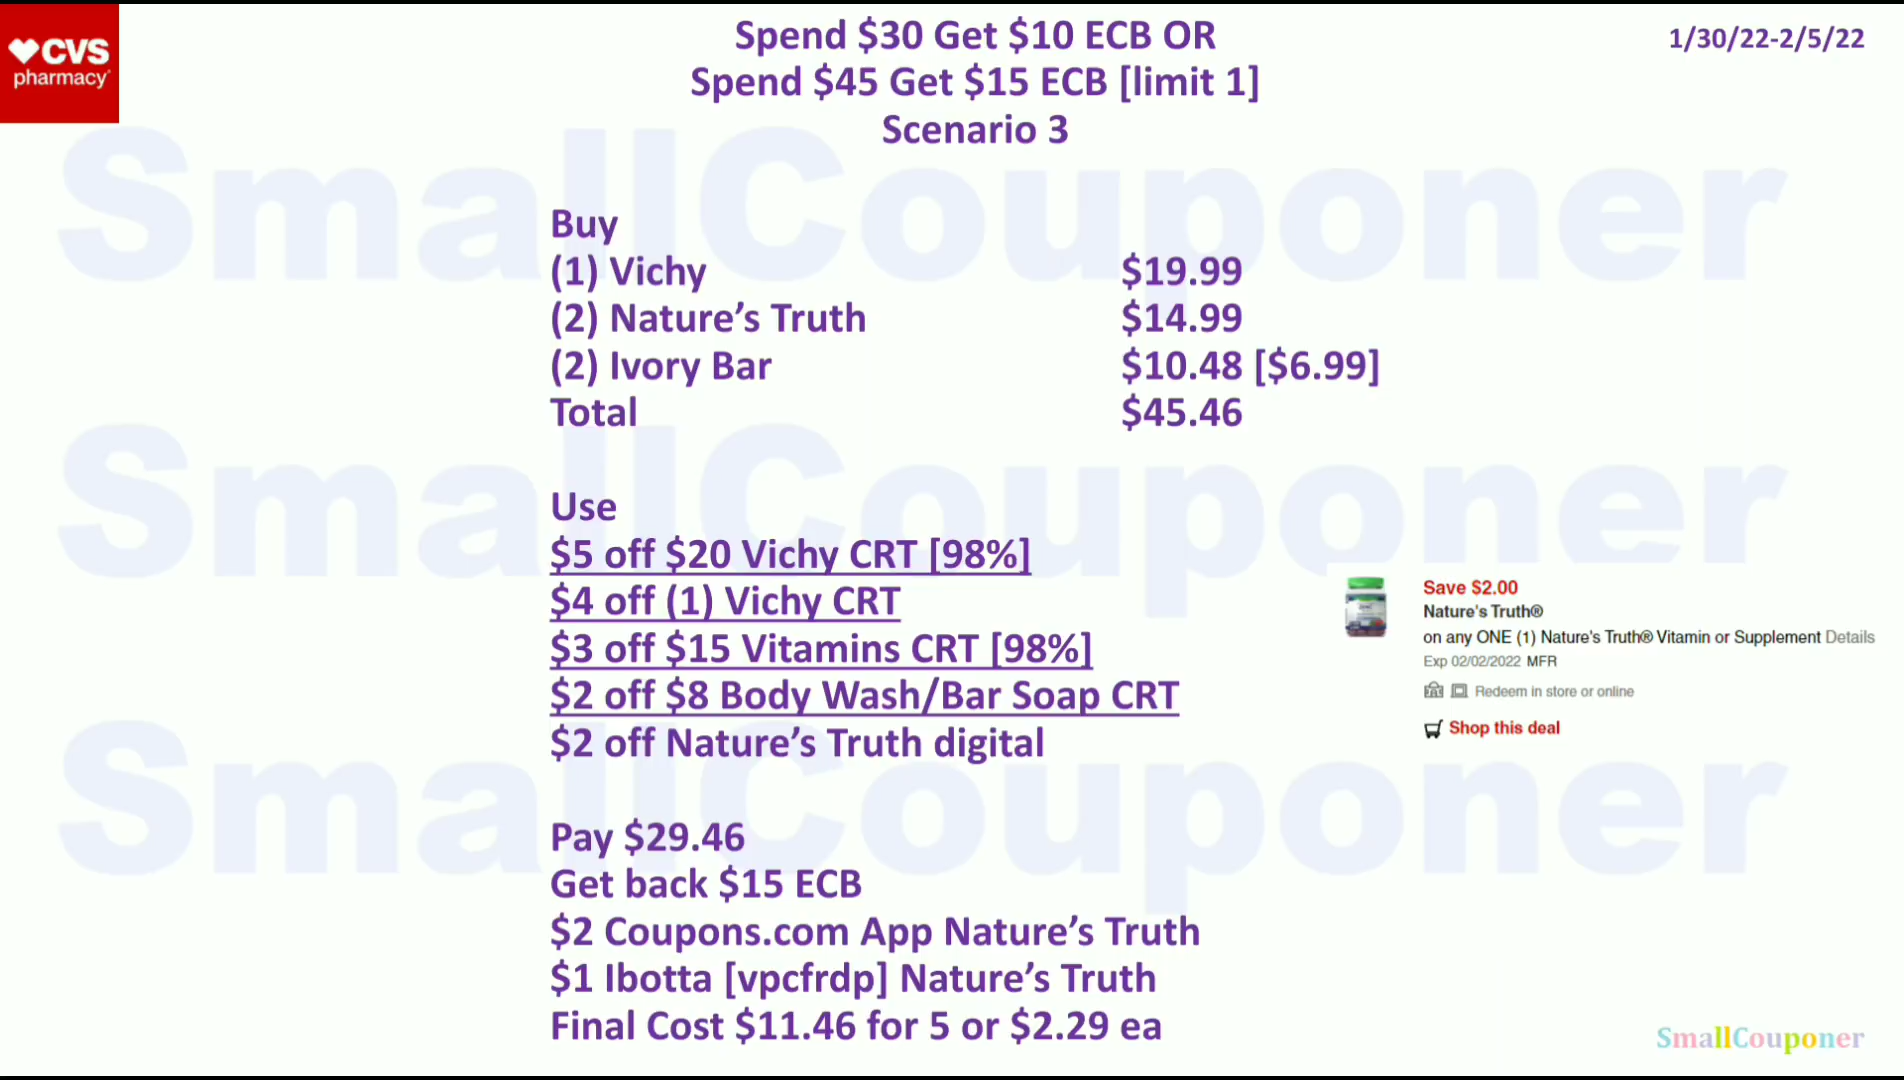 CVS
pharmacy
Spend $30 Get $10 ECB OR
Spend $45 Get $15 ECB [limit 1]
Scenario 3
1/30/22-2/5/22
SmallCouponer
Buy
(1) Vichy $19.99
(2) Nature's Truth $14.99
(2) Ivory Bar $10.48 [$6.99]
Total $45.46
SmallCouponer
Use
$5 off $20 Vichy CRT [98%]
$4 off (1) Vichy CRT
$3 off $15 Vitamins CRT [98%]
$2 off $8 Body Wash/Bar Soap CRT
$2 off Nature's Truth digital
Save $2.00
Nature's Truth®
on any ONE (1) Nature's Truth® Vitamin or Supplement Details
Exp 02/02/2022 MFR
Redeem in store or online
Shop this deal
SmallCouponer
Pay $29.46
Get back $15 ECB
$2 Coupons.com App Nature's Truth
$1 Ibotta [vpcfrdp] Nature's Truth
Final Cost $11.46 for 5 or $2.29 ea
SmallCouponer